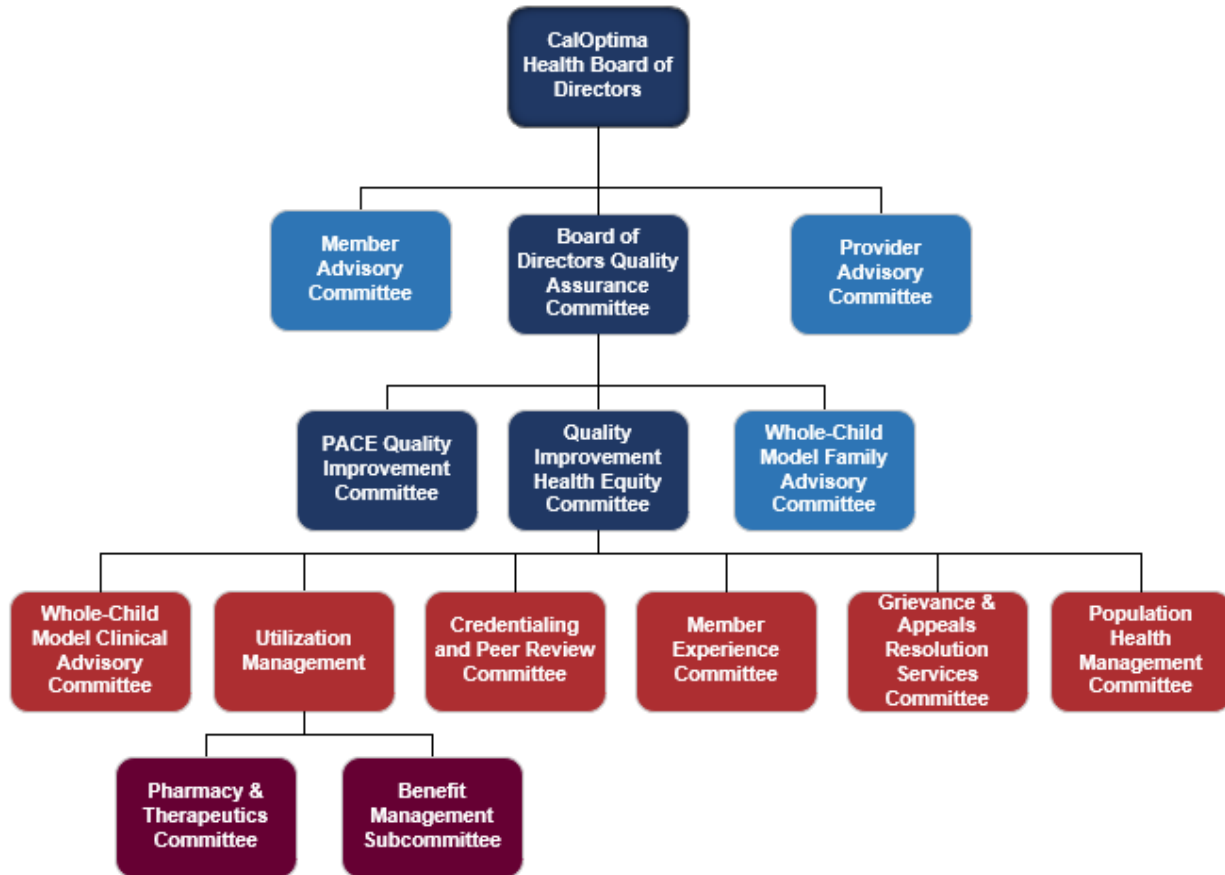 CalOptima
Health Board of
Directors
Member
Advisory
Committee
Board of
Directors Quality
Assurance
Committee
Provider
Advisory
Committee
PACE Quality
Improvement
Committee
Quality
Improvement
Health Equity
Committee
Whole-Child
Model Family
Advisory
Committee
Whole-Child
Model Clinical
Advisory
Committee
Utilization
Management
Credentialing
and Peer Review
Committee
Member
Experience
Committee
Grievance &
Appeals
Resolution
Services
Committee
Population
Health
Management
Committee
Pharmacy &
Therapeutics
Committee
Benefit
Management
Subcommittee